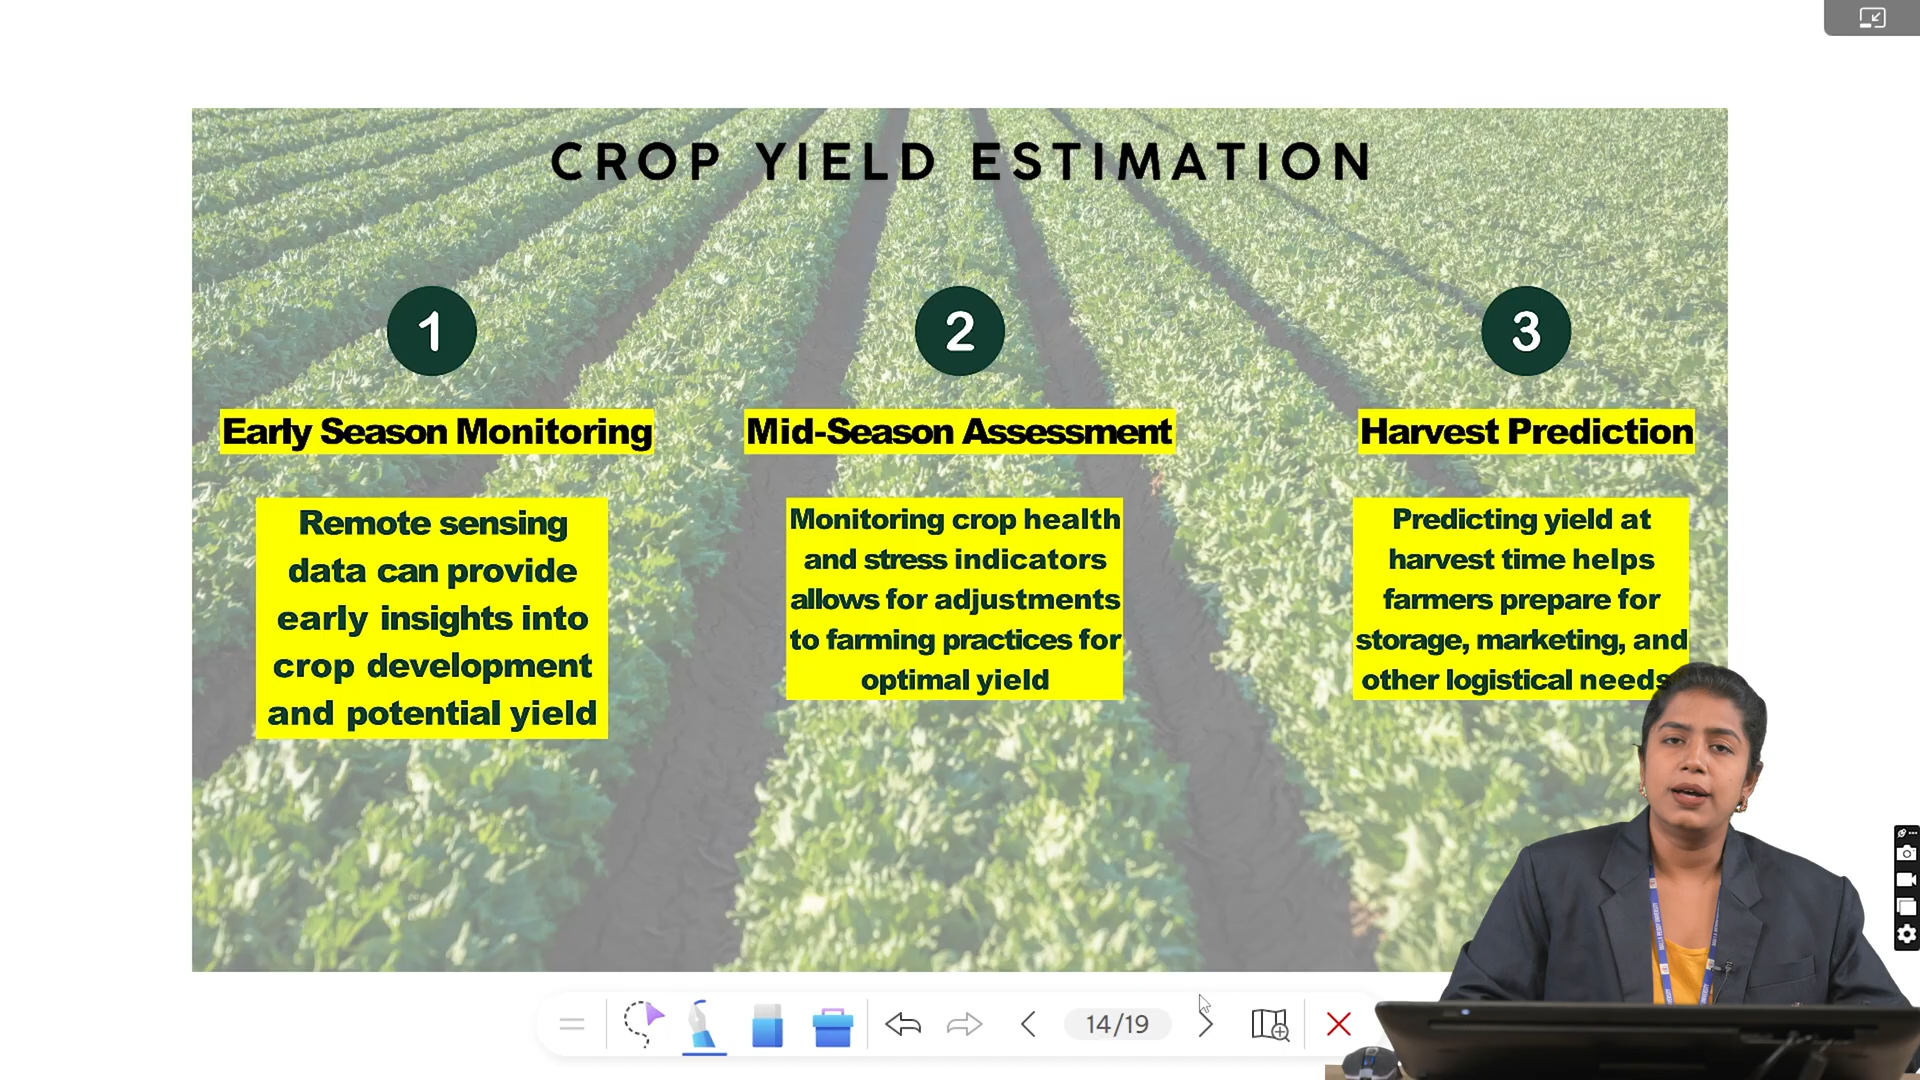 CROP YIELD ESTIMATION
1
Early Season Monitoring
Remote sensing
data can provide
early insights into
crop development
and potential yield
2
Mid-Season Assessment
Monitoring crop health
and stress indicators
allows for adjustments
to farming practices for
optimal yield
3
Harvest Prediction
Predicting yield at
harvest time helps
farmers prepare for
storage, marketing, and
other logistical needs
14/19